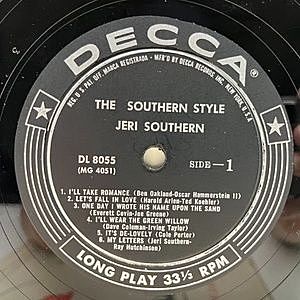 DECCA
®
REG. U.S. PAT. OFF. MARCA REGISTRADA - MF'D BY DECCA RECORDS INC. NEW YORK U.S.A.
THE SOUTHERN STYLE
JERI SOUTHERN
DL 8055
(MG 4051)
SIDE-1
1. I'LL TAKE ROMANCE (Ben Oakland-Oscar Hammerstein II)
2. LET'S FALL IN LOVE (Harold Arlen-Ted Koehler)
3. ONE DAY I WROTE HIS NAME UPON THE SAND
(Everett Covin-Joe Greene)
4. I'LL WEAR THE GREEN WILLOW
(Dave Coleman-Irving Taylor)
5. IT'S DE-LOVELY (Cole Porter)
6. MY LETTERS (Jeri Southern-
Ray Hutchinson)
LONG PLAY 33⅓ RPM